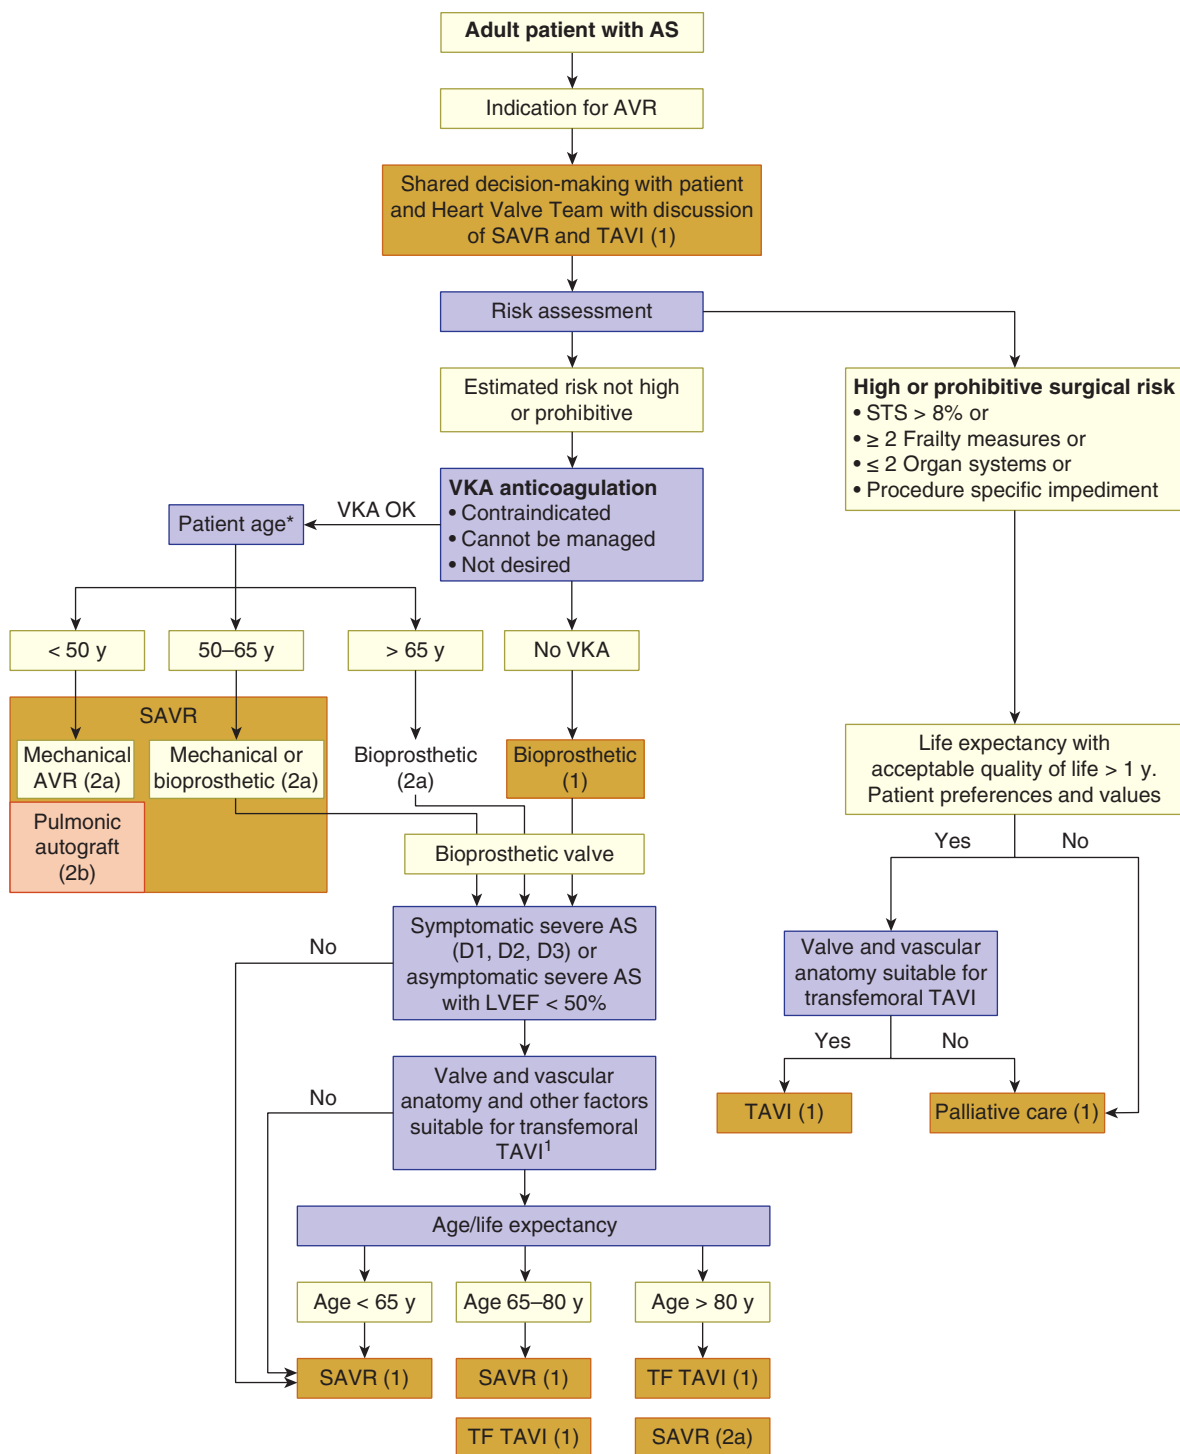 Adult patient with AS
Indication for AVR
Shared decision-making with patient
and Heart Valve Team with discussion
of SAVR and TAVI (1)
Risk assessment
Estimated risk not high
or prohibitive
High or prohibitive surgical risk
• STS > 8% or
• ≥ 2 Frailty measures or
• ≤ 2 Organ systems or
• Procedure specific impediment
VKA anticoagulation
• Contraindicated
• Cannot be managed
• Not desired
VKA OK
Patient age*
< 50 y
50–65 y
> 65 y
No VKA
SAVR
Mechanical
AVR (2a)
Mechanical or
bioprosthetic (2a)
Bioprosthetic
(2a)
Bioprosthetic
(1)
Pulmonic
autograft
(2b)
Bioprosthetic valve
Life expectancy with
acceptable quality of life > 1 y.
Patient preferences and values
Yes
No
Symptomatic severe AS
(D1, D2, D3) or
asymptomatic severe AS
with LVEF < 50%
No
Valve and vascular
anatomy suitable for
transfemoral TAVI
Yes
No
TAVI (1)
Palliative care (1)
Valve and vascular
anatomy and other factors
suitable for transfemoral
TAVI1
No
Age/life expectancy
Age < 65 y
Age 65–80 y
Age > 80 y
SAVR (1)
SAVR (1)
TF TAVI (1)
TF TAVI (1)
SAVR (2a)